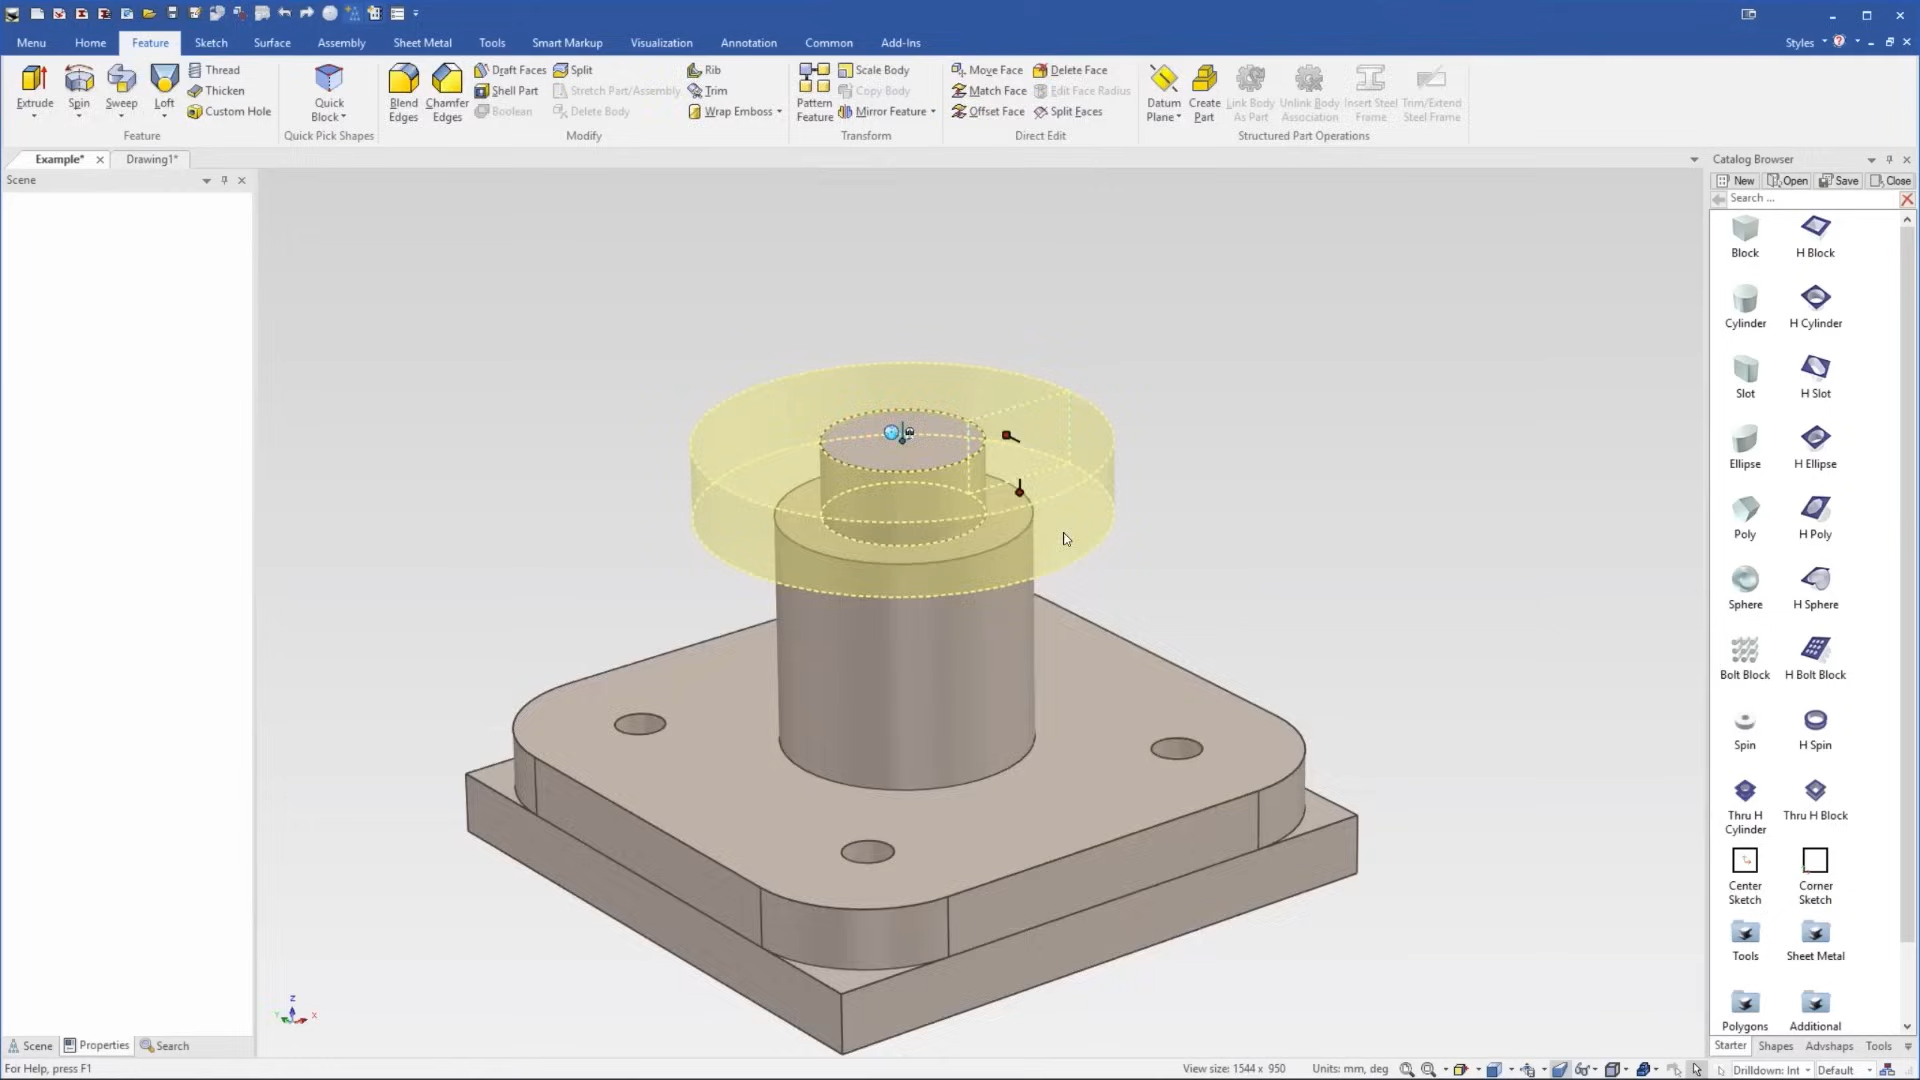 Menu Home Feature Sketch Surface Assembly Sheet Metal Tools Smart Markup Visualization Annotation Common Add-Ins Styles
Extrude Spin Sweep Loft
Thread
Thicken
Custom Hole
Feature
Quick Block
Quick Pick Shapes
Blend Edges
Chamfer Edges
Draft Faces Split Rib
Shell Part Stretch Part/Assembly Trim
Boolean Delete Body Wrap Emboss
Modify
Pattern Feature
Scale Body
Copy Body
Mirror Feature
Transform
Move Face Delete Face
Match Face Edit Face Radius
Offset Face Split Faces
Direct Edit
Datum Plane
Create Part
Link Body As Part
Unlink Body Association
Insert Steel Frame
Trim/Extend Steel Frame
Structured Part Operations
Example* Drawing1*
Scene
Catalog Browser
New Open Save Close
Search ...
Block H Block
Cylinder H Cylinder
Slot H Slot
Ellipse H Ellipse
Poly H Poly
Sphere H Sphere
Bolt Block H Bolt Block
Spin H Spin
Thru H Cylinder Thru H Block
Center Sketch Corner Sketch
Tools Sheet Metal
Polygons Additional
Starter Shapes Advshaps Tools
Z
Y X
Scene Properties Search
For Help, press F1
View size: 1544 x 950 Units: mm, deg
Drilldown: Int Default